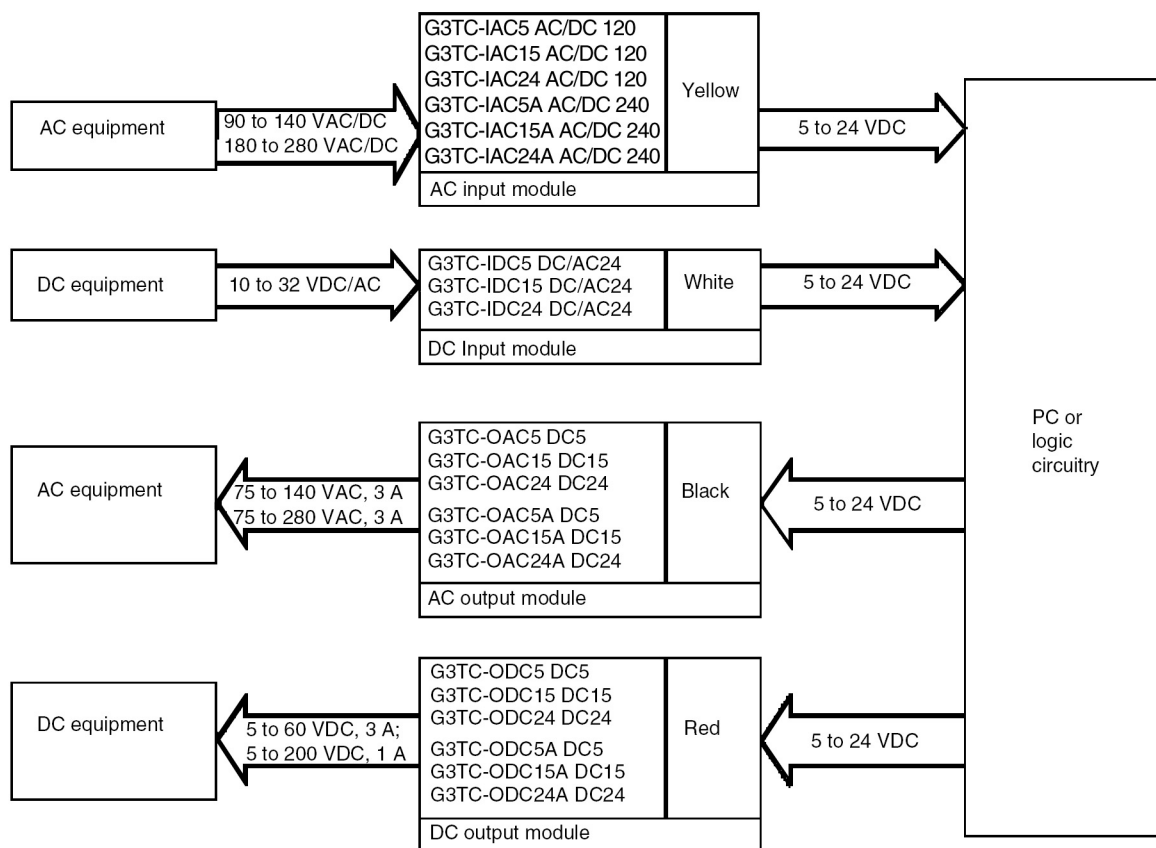 AC equipment
90 to 140 VAC/DC
180 to 280 VAC/DC
G3TC-IAC5 AC/DC 120
G3TC-IAC15 AC/DC 120
G3TC-IAC24 AC/DC 120
G3TC-IAC5A AC/DC 240
G3TC-IAC15A AC/DC 240
G3TC-IAC24A AC/DC 240
Yellow
AC input module
5 to 24 VDC
DC equipment
10 to 32 VDC/AC
G3TC-IDC5 DC/AC24
G3TC-IDC15 DC/AC24
G3TC-IDC24 DC/AC24
White
DC Input module
5 to 24 VDC
AC equipment
75 to 140 VAC, 3 A
75 to 280 VAC, 3 A
G3TC-OAC5 DC5
G3TC-OAC15 DC15
G3TC-OAC24 DC24
G3TC-OAC5A DC5
G3TC-OAC15A DC15
G3TC-OAC24A DC24
Black
AC output module
5 to 24 VDC
DC equipment
5 to 60 VDC, 3 A;
5 to 200 VDC, 1 A
G3TC-ODC5 DC5
G3TC-ODC15 DC15
G3TC-ODC24 DC24
G3TC-ODC5A DC5
G3TC-ODC15A DC15
G3TC-ODC24A DC24
Red
DC output module
5 to 24 VDC
PC or
logic
circuitry